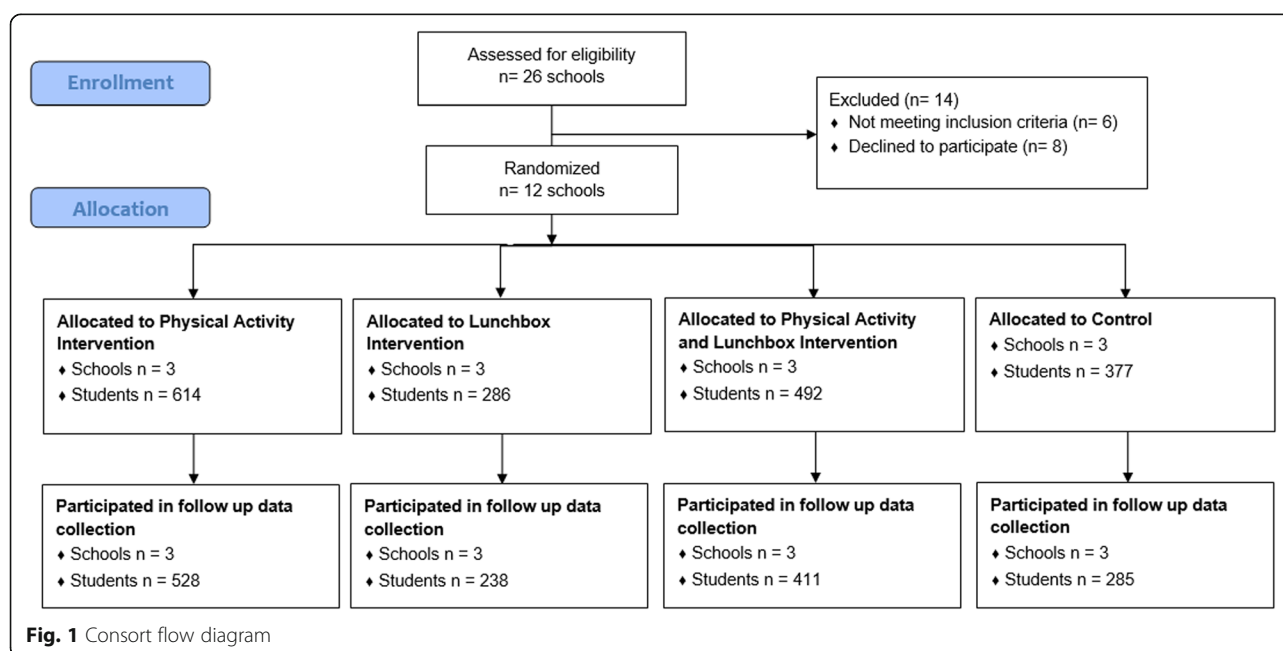 Enrollment
Assessed for eligibility
n= 26 schools
Excluded (n= 14)
♦ Not meeting inclusion criteria (n= 6)
♦ Declined to participate (n= 8)
Randomized
n= 12 schools
Allocation
Allocated to Physical Activity
Intervention
♦ Schools n = 3
♦ Students n = 614
Allocated to Lunchbox
Intervention
♦ Schools n = 3
♦ Students n = 286
Allocated to Physical Activity
and Lunchbox Intervention
♦ Schools n = 3
♦ Students n = 492
Allocated to Control
♦ Schools n = 3
♦ Students n = 377
Participated in follow up data
collection
♦ Schools n = 3
♦ Students n = 528
Participated in follow up data
collection
♦ Schools n = 3
♦ Students n = 238
Participated in follow up data
collection
♦ Schools n = 3
♦ Students n = 411
Participated in follow up data
collection
♦ Schools n = 3
♦ Students n = 285
Fig. 1 Consort flow diagram